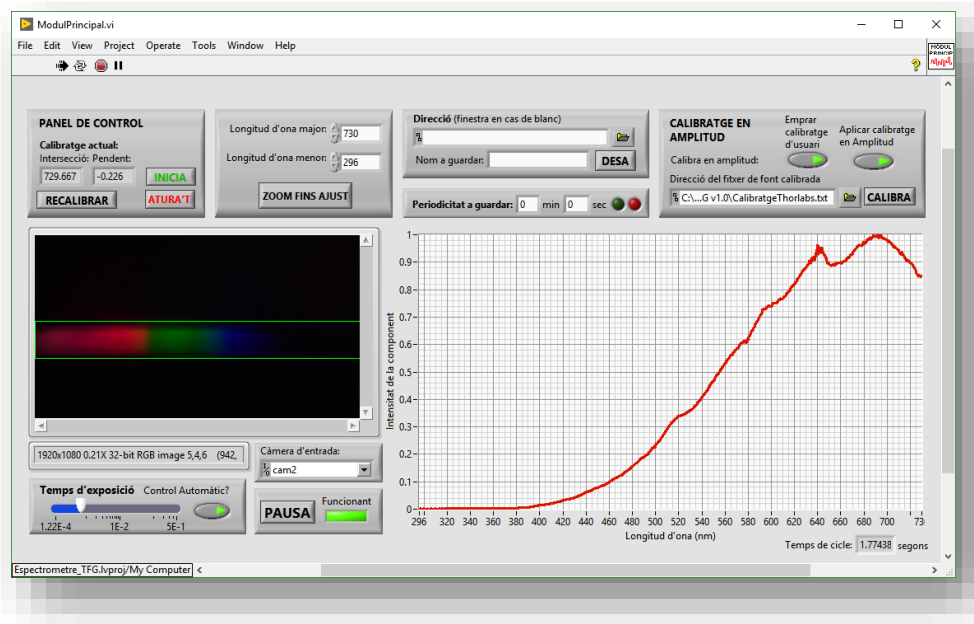 ModulPrincipal.vi
File Edit View Project Operate Tools Window Help
MÒDUL
PRINCIP
PANEL DE CONTROL
Calibratge actual:
Intersecció: Pendent:
729.667 -0.226 INICIA
RECALIBRAR ATURA'T
Longitud d'ona major: 730
Longitud d'ona menor: 296
ZOOM FINS AJUST
Direcció (finestra en cas de blanc)
Nom a guardar: DESA
Periodicitat a guardar: 0 min 0 sec
CALIBRATGE EN
AMPLITUD
Emprar
calibratge
d'usuari
Aplicar calibratge
en Amplitud
Calibra en amplitud:
Direcció del fitxer de font calibrada
C:\...G v1.0\CalibratgeThorlabs.txt CALIBRA
1920x1080 0.21X 32-bit RGB image 5,4,6 (942,
Càmera d'entrada:
cam2
Temps d'exposició Control Automàtic?
1.22E-4 1E-2 5E-1
PAUSA Funcionant
Intensitat de la component
1
0.9
0.8
0.7
0.6
0.5
0.4
0.3
0.2
0.1
0
296 320 340 360 380 400 420 440 460 480 500 520 540 560 580 600 620 640 660 680 700 73
Longitud d'ona (nm)
Temps de cicle: 1.77438 segons
Espectrometre_TFG.lvproj/My Computer